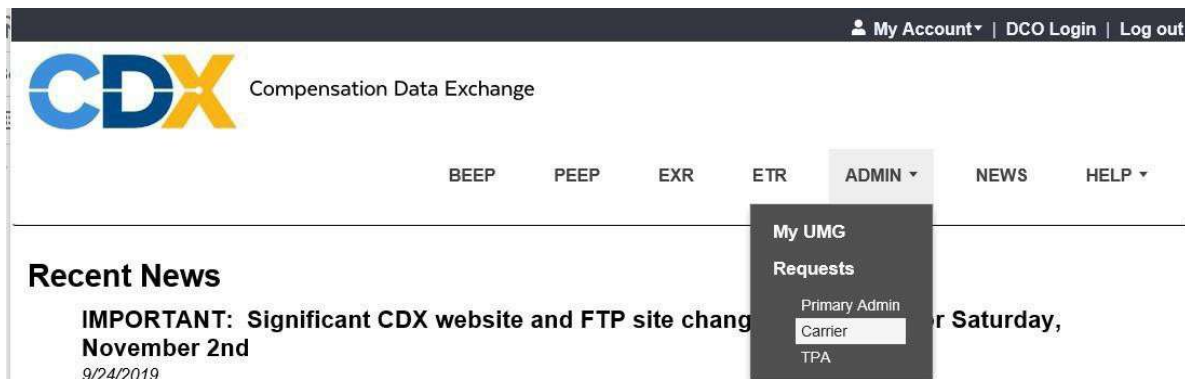 My Account | DCO Login | Log out
CDX Compensation Data Exchange
BEEP PEEP EXR ETR ADMIN NEWS HELP
My UMG
Requests
Primary Admin
Carrier
TPA
Recent News
IMPORTANT: Significant CDX website and FTP site chang r Saturday,
November 2nd
9/24/2019